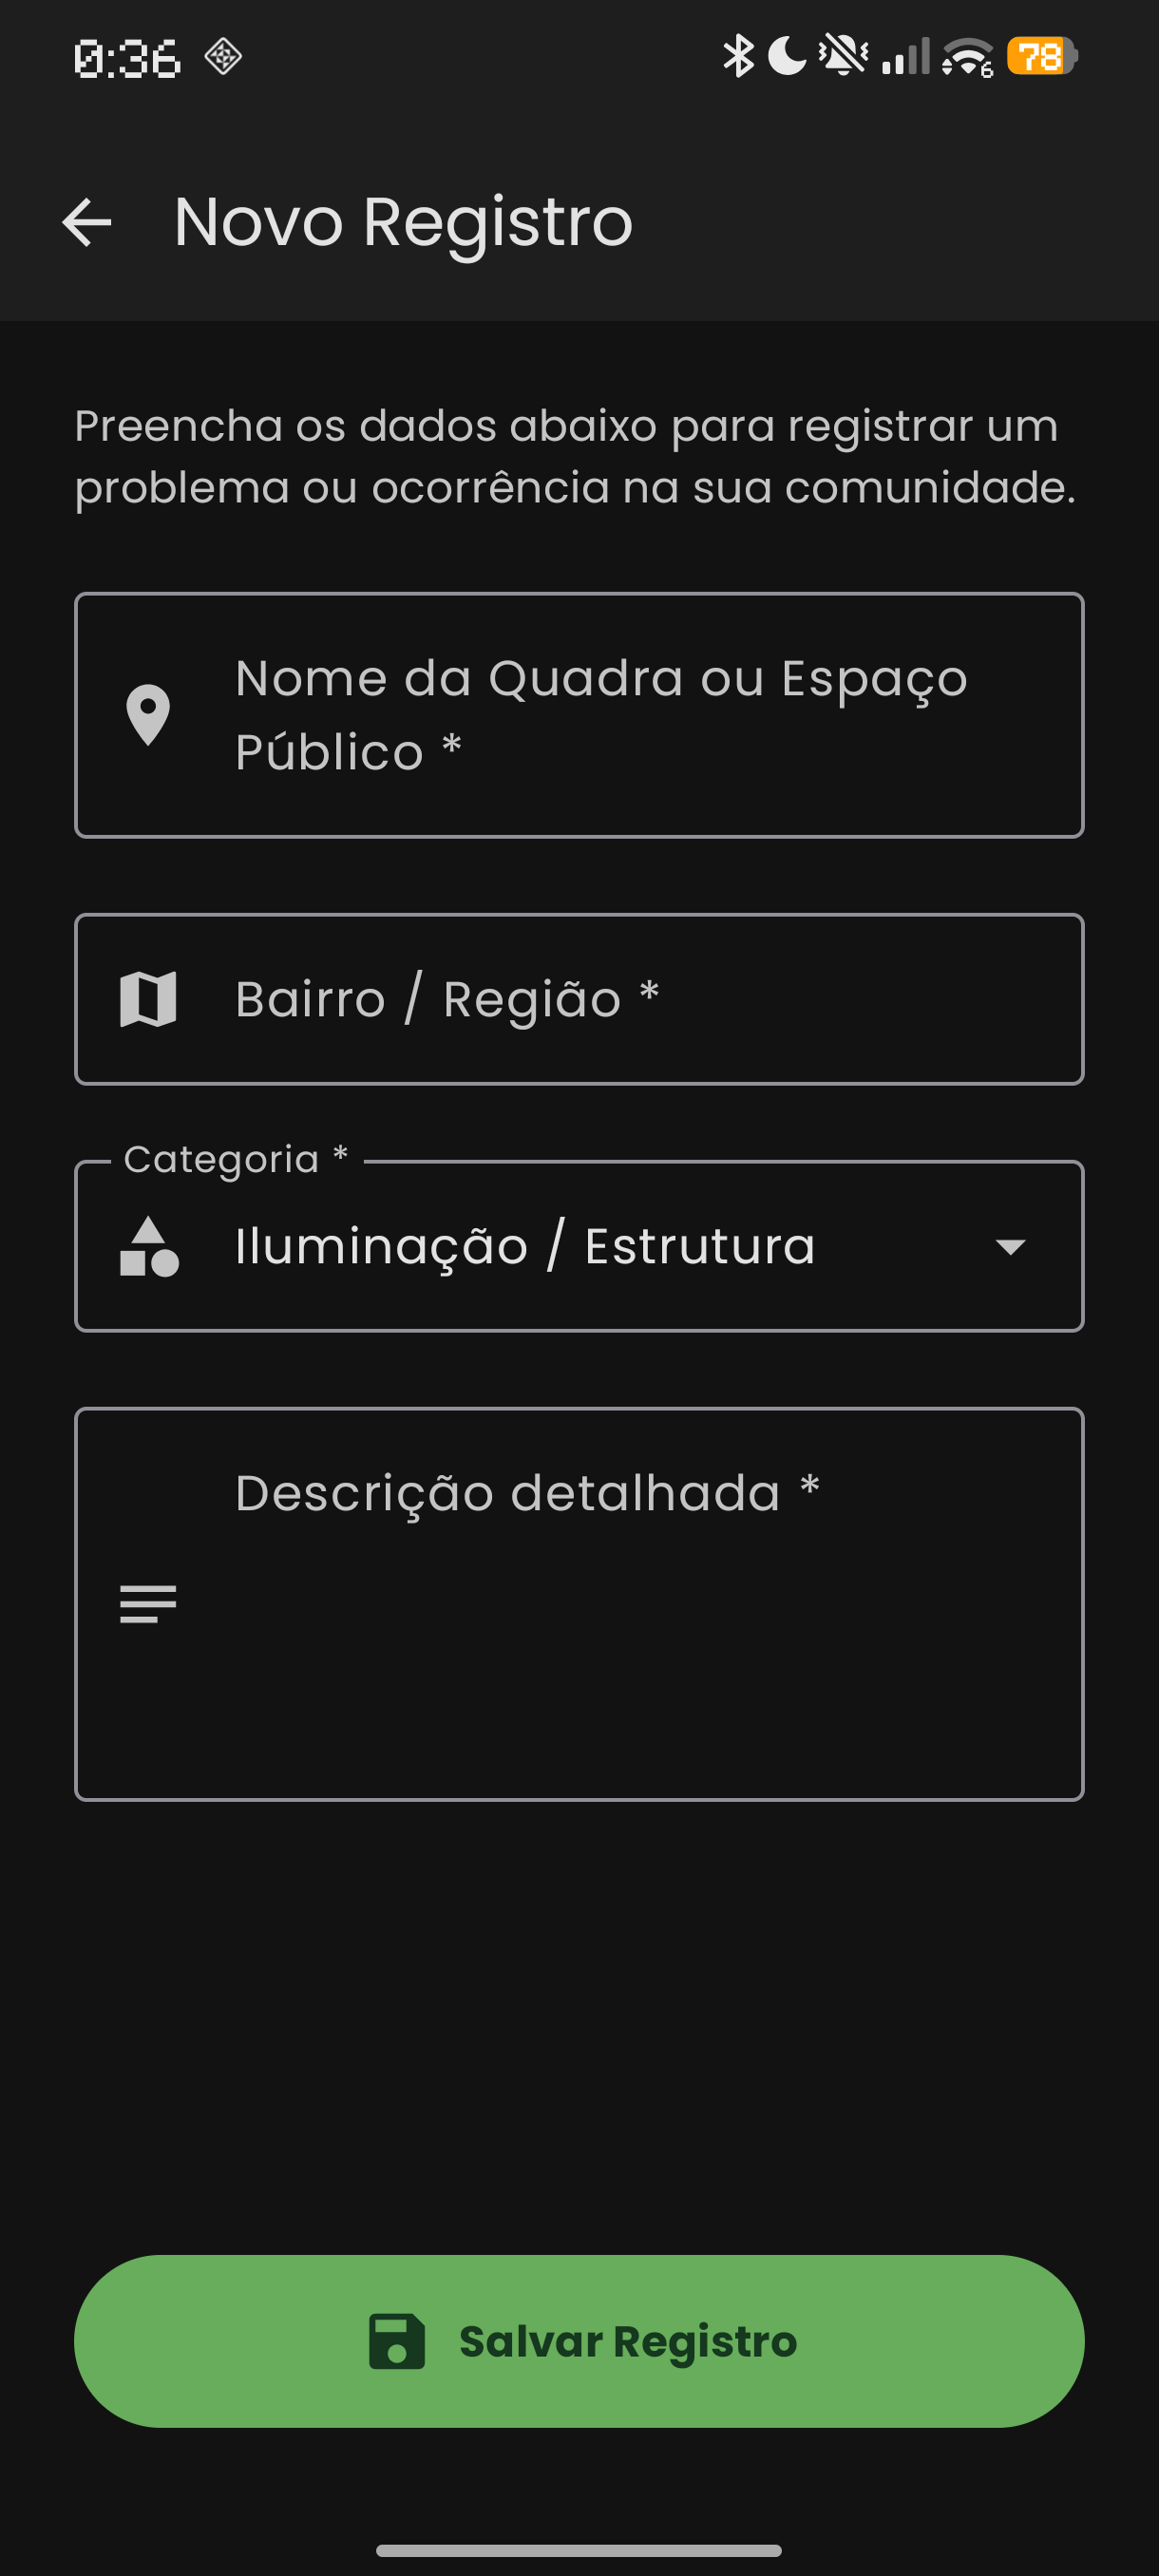 0:36
6
78
Novo Registro
Preencha os dados abaixo para registrar um
problema ou ocorrência na sua comunidade.
Nome da Quadra ou Espaço
Público *
Bairro / Região *
Categoria *
Iluminação / Estrutura
Descrição detalhada *
Salvar Registro